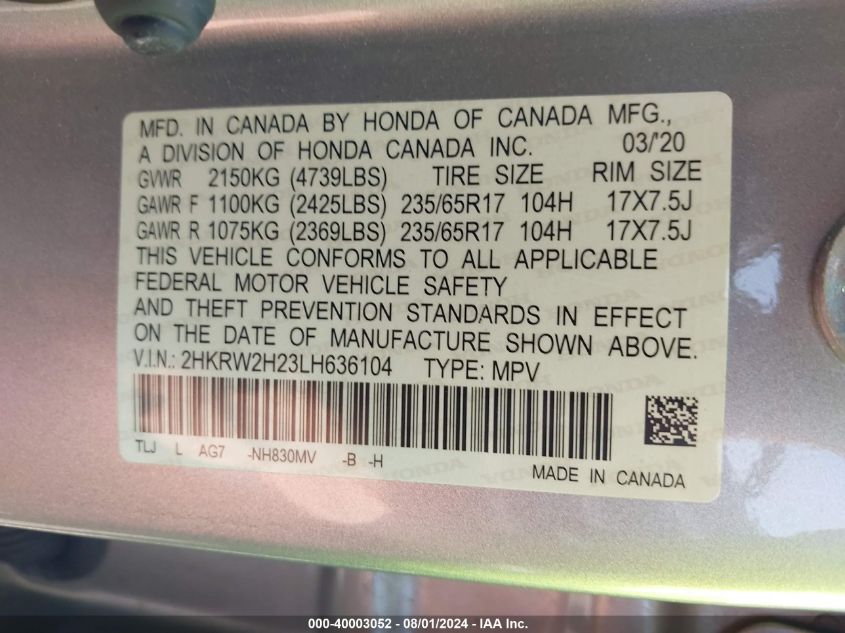 MFD. IN CANADA BY HONDA OF CANADA MFG.,
A DIVISION OF HONDA CANADA INC. 03/'20
GVWR 2150KG (4739LBS) TIRE SIZE RIM SIZE
GAWR F 1100KG (2425LBS) 235/65R17 104H 17X7.5J
GAWR R 1075KG (2369LBS) 235/65R17 104H 17X7.5J
THIS VEHICLE CONFORMS TO ALL APPLICABLE
FEDERAL MOTOR VEHICLE SAFETY
AND THEFT PREVENTION STANDARDS IN EFFECT
ON THE DATE OF MANUFACTURE SHOWN ABOVE.
V.I.N.: 2HKRW2H23LH636104 TYPE: MPV
TLJ L AG7 -NH830MV -B -H
MADE IN CANADA
000-40003052 - 08/01/2024 - IAA Inc.